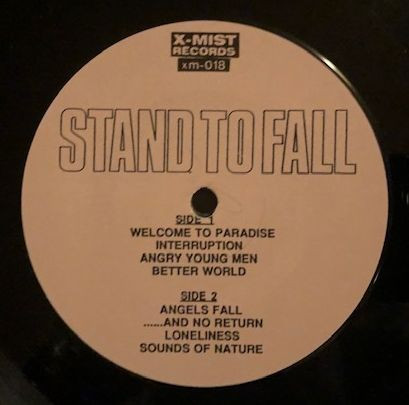 X-MIST
RECORDS
xm-018
STAND TO FALL
SIDE 1
WELCOME TO PARADISE
INTERRUPTION
ANGRY YOUNG MEN
BETTER WORLD
SIDE 2
ANGELS FALL
......AND NO RETURN
LONELINESS
SOUNDS OF NATURE